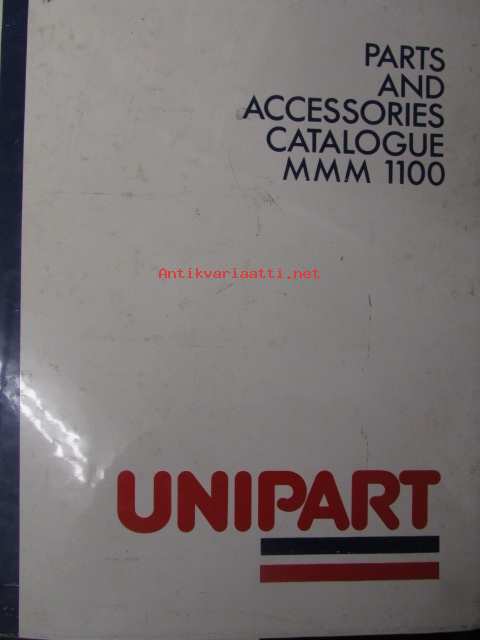 PARTS
AND
ACCESSORIES
CATALOGUE
MMM 1100
Antikvariaatti.net
UNIPART